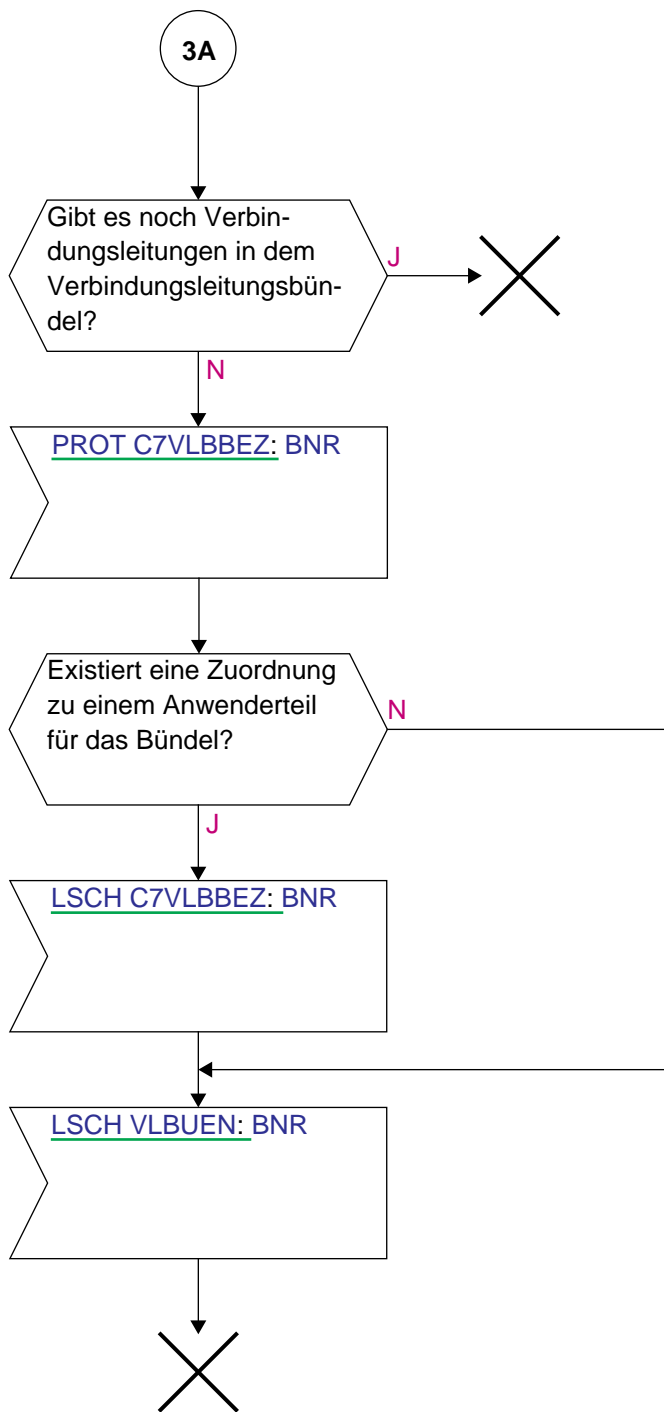 3A
Gibt es noch Verbin-
dungsleitungen in dem
Verbindungsleitungsbün-
del?
J
N
PROT C7VLBBEZ: BNR
Existiert eine Zuordnung
zu einem Anwenderteil
für das Bündel?
N
J
LSCH C7VLBBEZ: BNR
LSCH VLBUEN: BNR